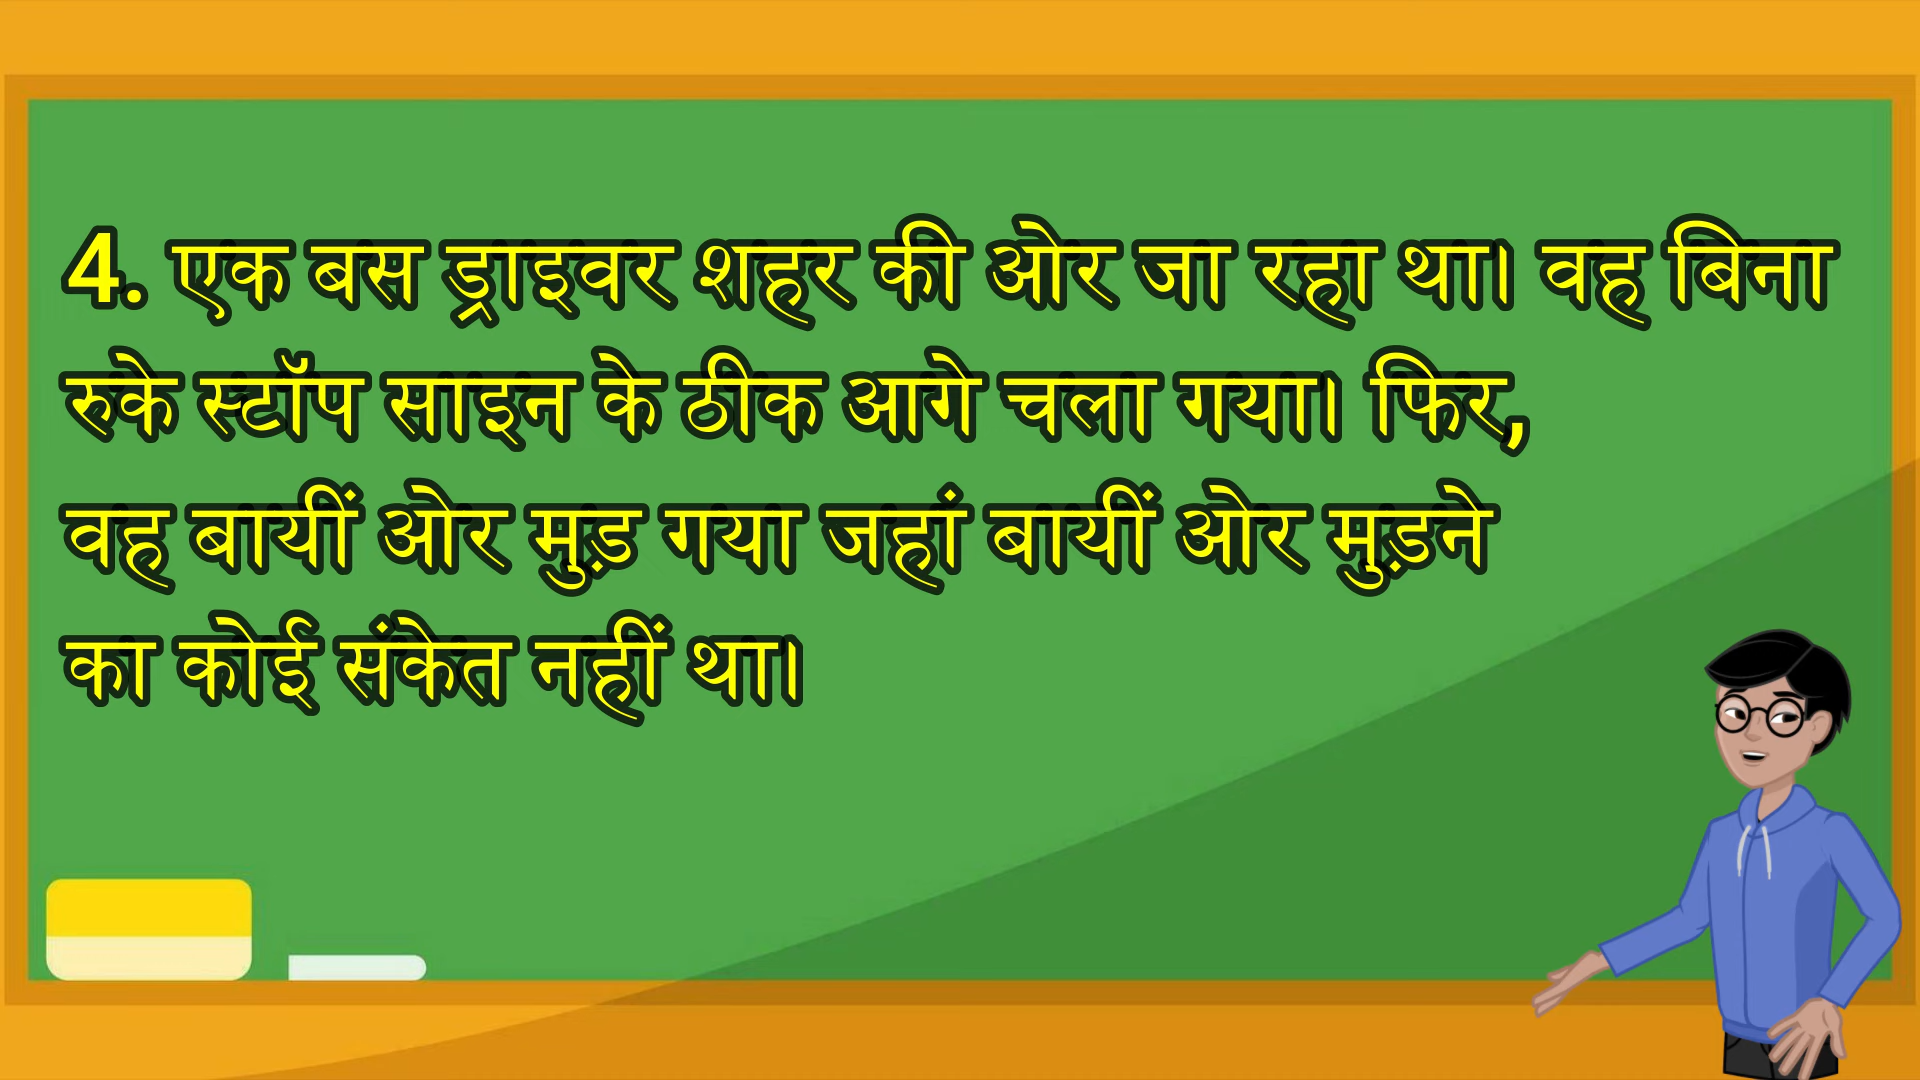 4. एक बस ड्राइवर शहर की ओर जा रहा था। वह बिना
रुके स्टॉप साइन के ठीक आगे चला गया। फिर,
वह बायीं ओर मुड़ गया जहां बायीं ओर मुड़ने
का कोई संकेत नहीं था।